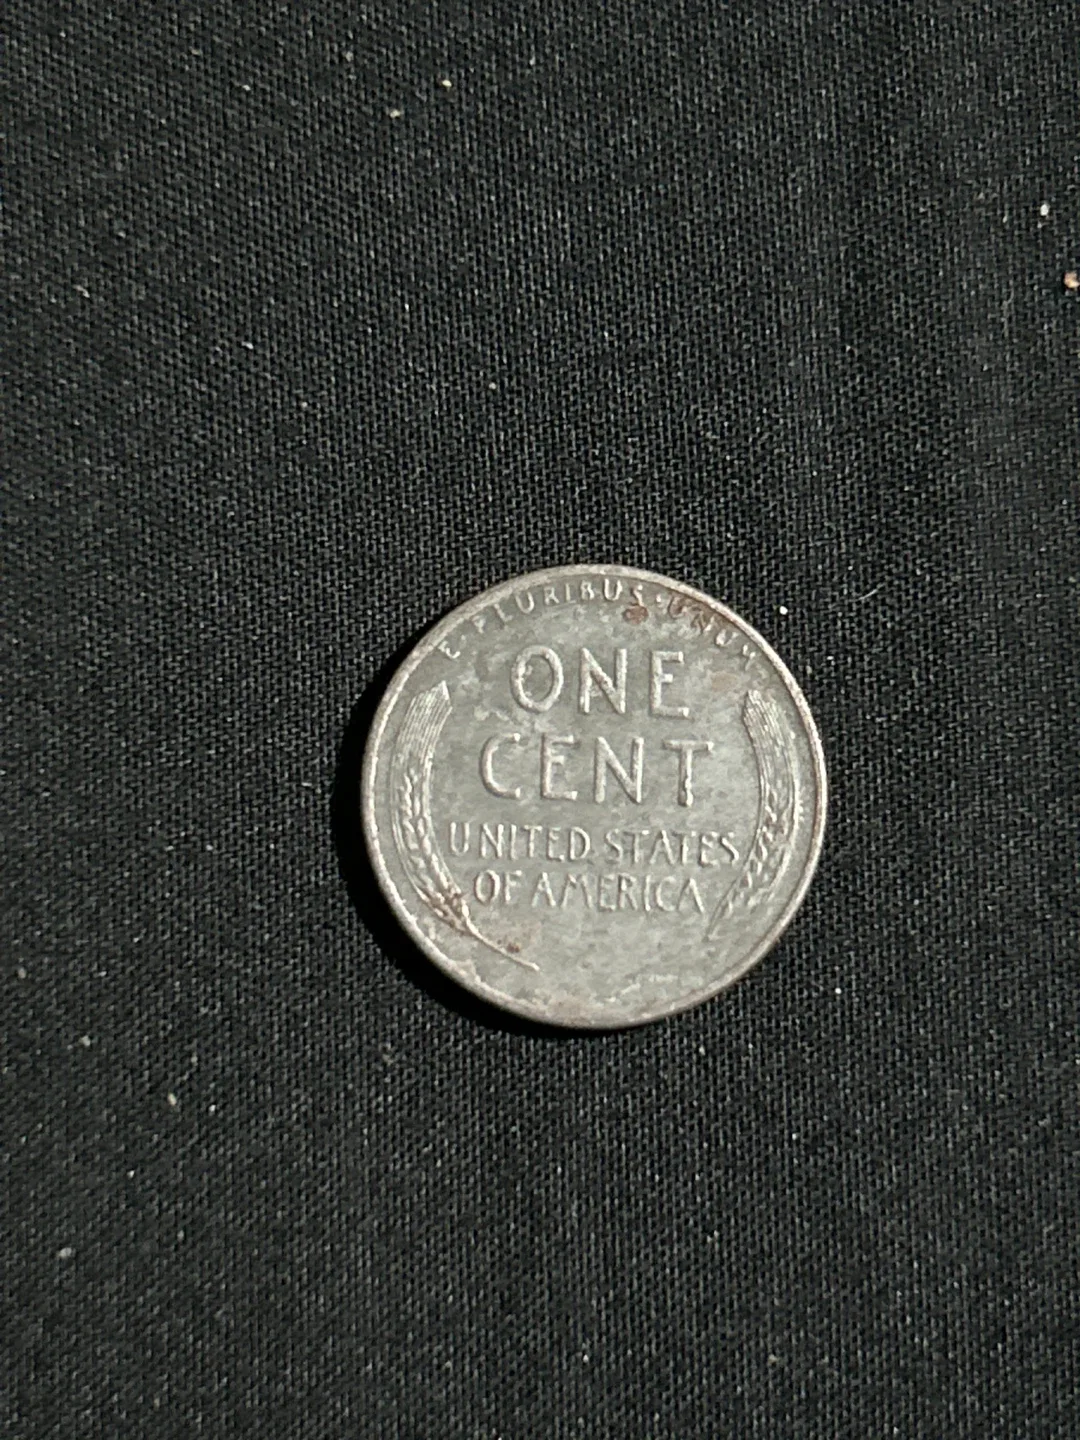 E·PLURIBUS·UNUM
ONE
CENT
UNITED STATES
OF AMERICA